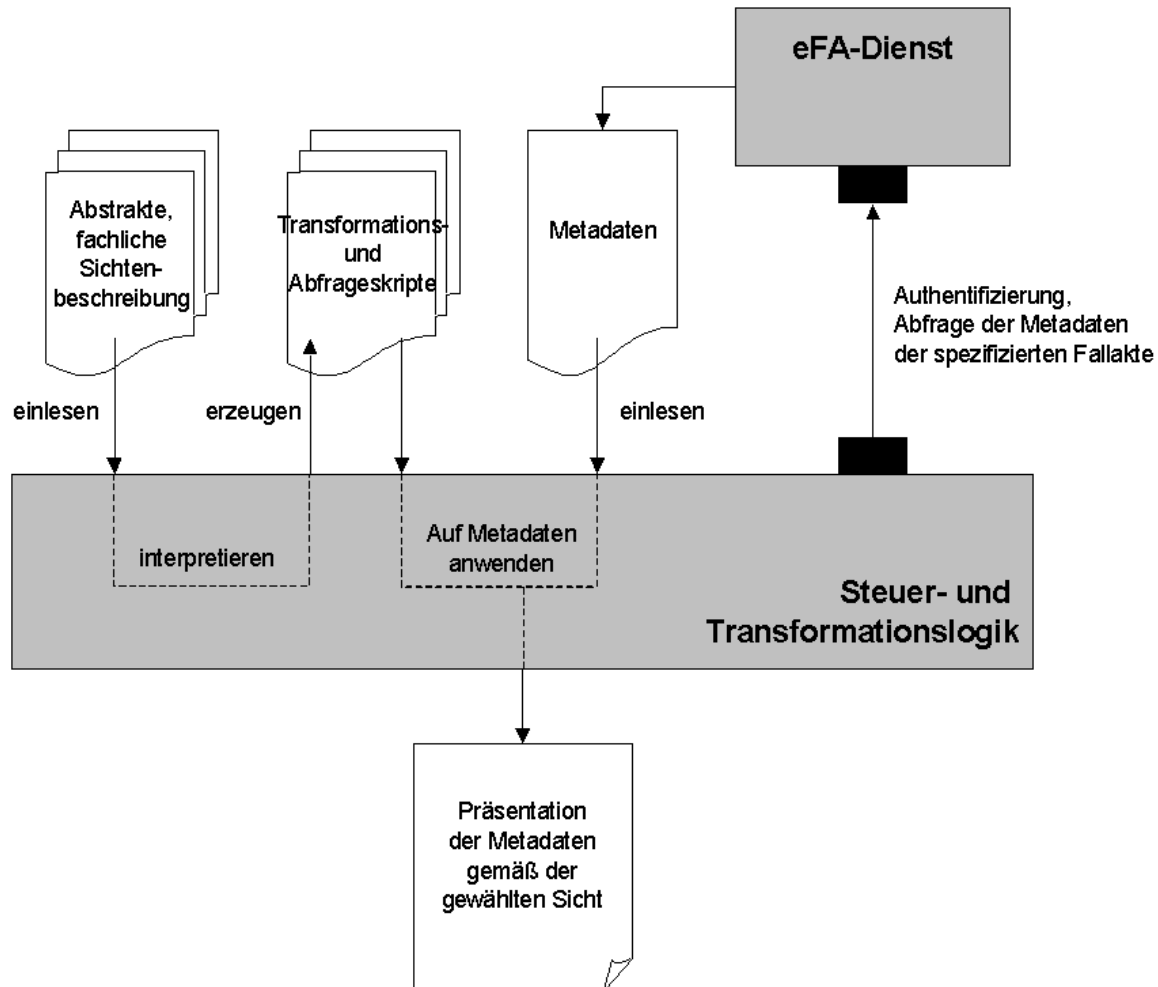 eFA-Dienst
Abstrakte,
fachliche
Sichten-
beschreibung
Transformations-
und
Abfrageskripte
Metadaten
Authentifizierung,
Abfrage der Metadaten
der spezifizierten Fallakte
einlesen
erzeugen
einlesen
interpretieren
Auf Metadaten
anwenden
Steuer- und
Transformationslogik
Präsentation
der Metadaten
gemäß der
gewählten Sicht